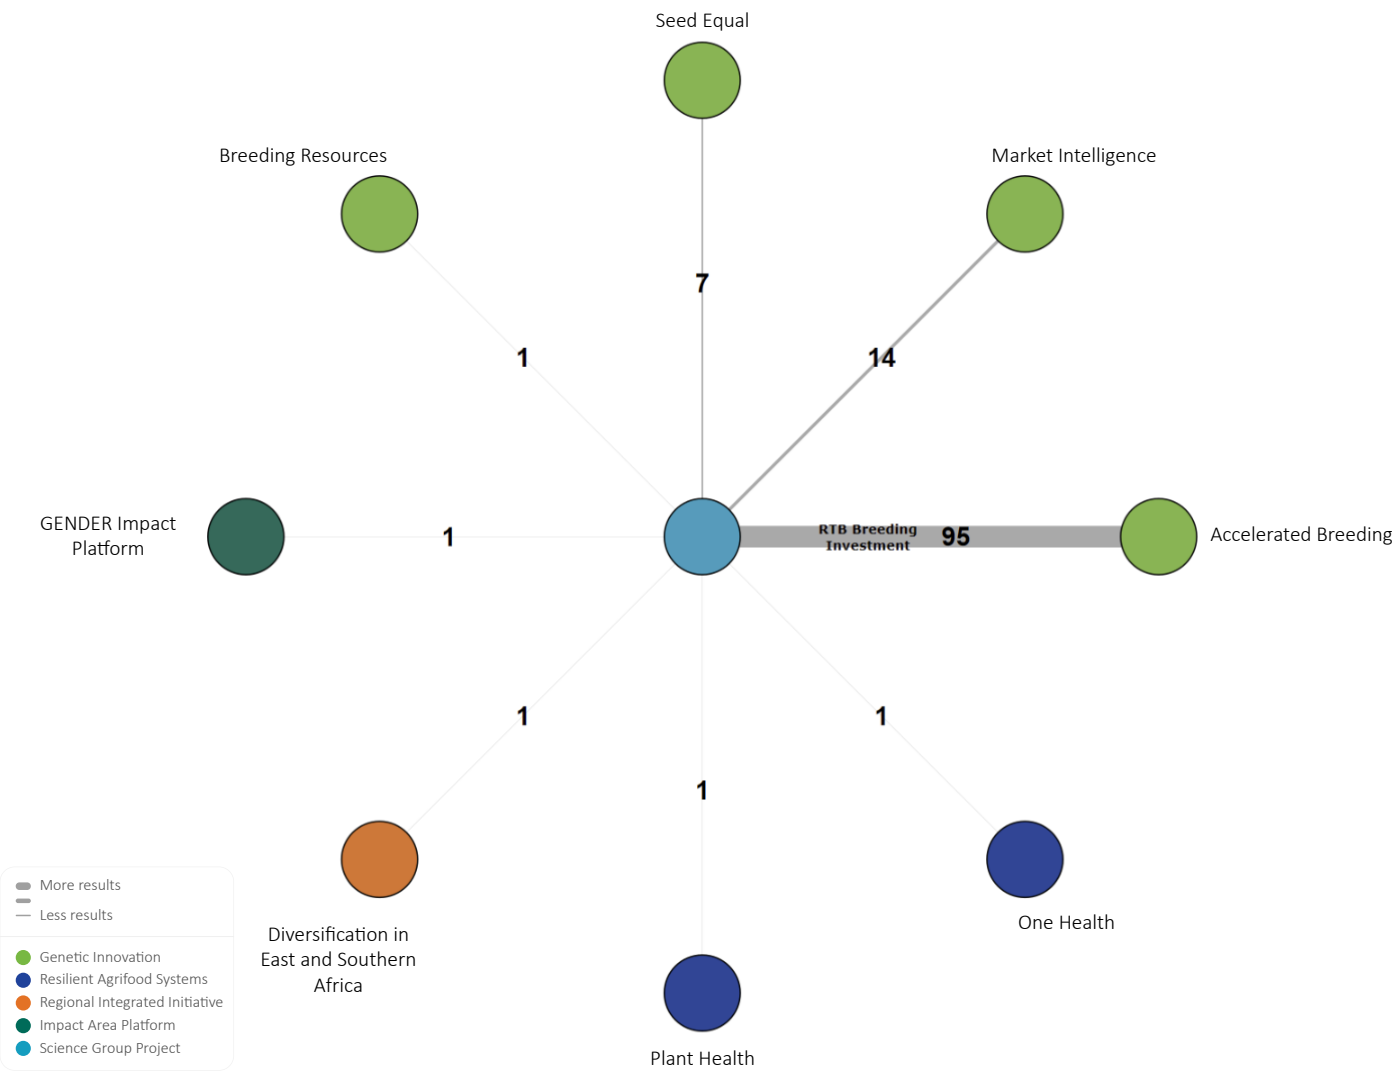 Seed Equal
Breeding Resources
Market Intelligence
7
1
14
GENDER Impact
Platform
1
RTB Breeding
Investment
95
Accelerated Breeding
1
1
1
Diversification in
East and Southern
Africa
One Health
Plant Health
More results
Less results
Genetic Innovation
Resilient Agrifood Systems
Regional Integrated Initiative
Impact Area Platform
Science Group Project